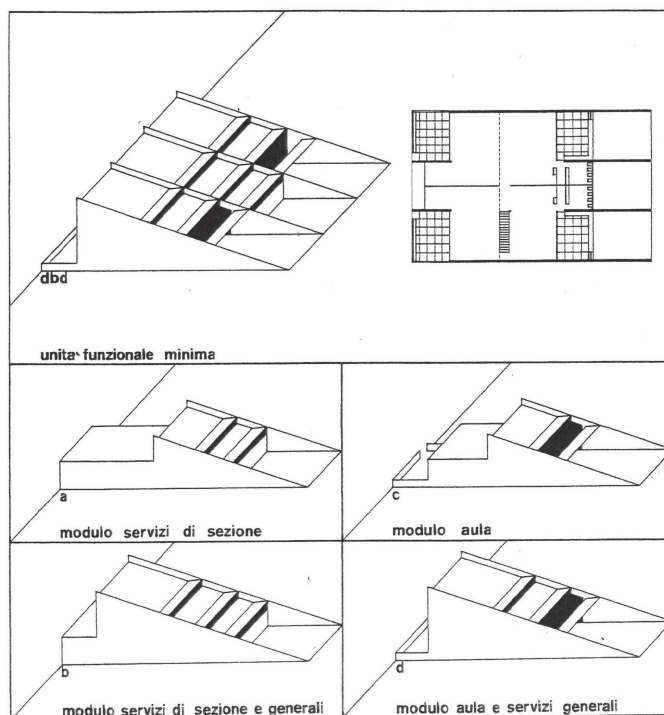 dbd
unita` funzionale minima
a
modulo servizi di sezione
c
modulo aula
b
modulo servizi di sezione e generali
d
modulo aula e servizi generali